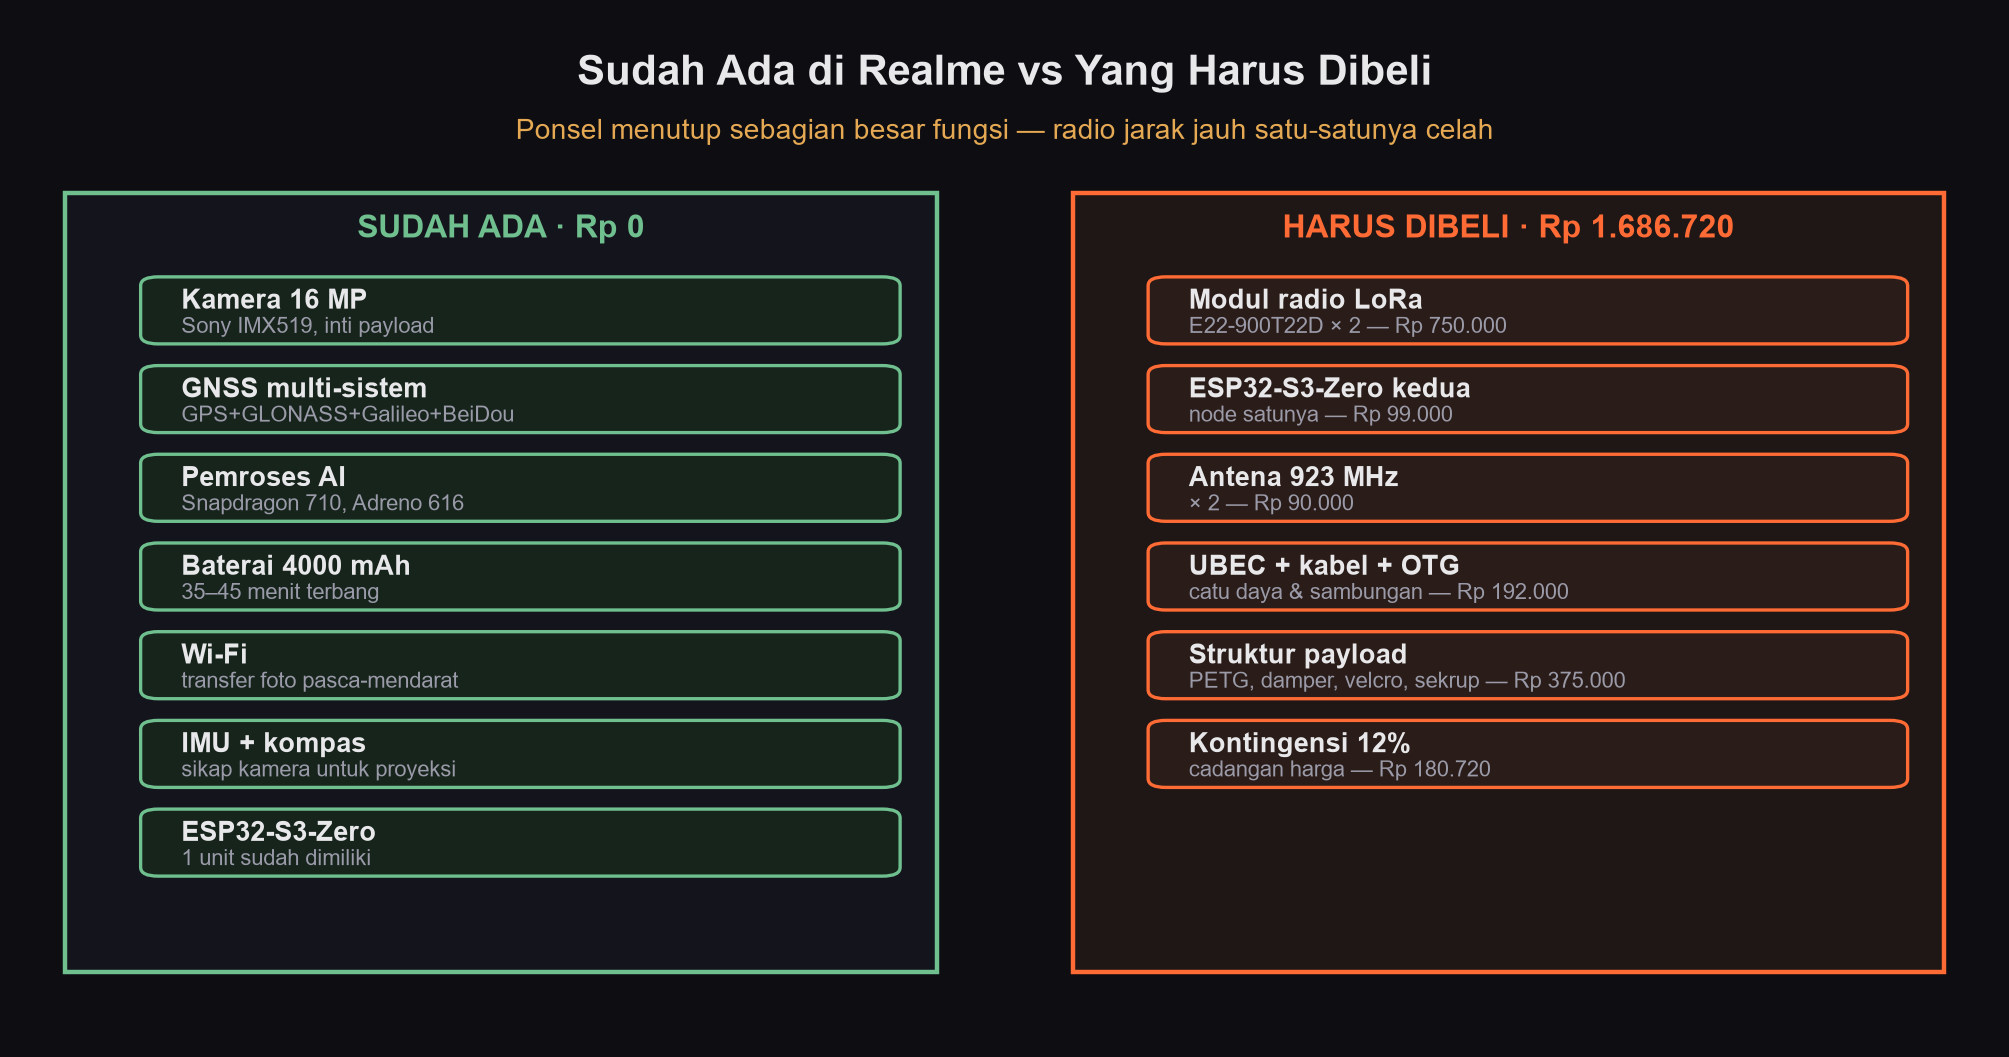 Sudah Ada di Realme vs Yang Harus Dibeli
Ponsel menutup sebagian besar fungsi — radio jarak jauh satu-satunya celah
SUDAH ADA · Rp 0
Kamera 16 MP
Sony IMX519, inti payload
GNSS multi-sistem
GPS+GLONASS+Galileo+BeiDou
Pemroses AI
Snapdragon 710, Adreno 616
Baterai 4000 mAh
35–45 menit terbang
Wi-Fi
transfer foto pasca-mendarat
IMU + kompas
sikap kamera untuk proyeksi
ESP32-S3-Zero
1 unit sudah dimiliki
HARUS DIBELI · Rp 1.686.720
Modul radio LoRa
E22-900T22D × 2 — Rp 750.000
ESP32-S3-Zero kedua
node satunya — Rp 99.000
Antena 923 MHz
× 2 — Rp 90.000
UBEC + kabel + OTG
catu daya & sambungan — Rp 192.000
Struktur payload
PETG, damper, velcro, sekrup — Rp 375.000
Kontingensi 12%
cadangan harga — Rp 180.720